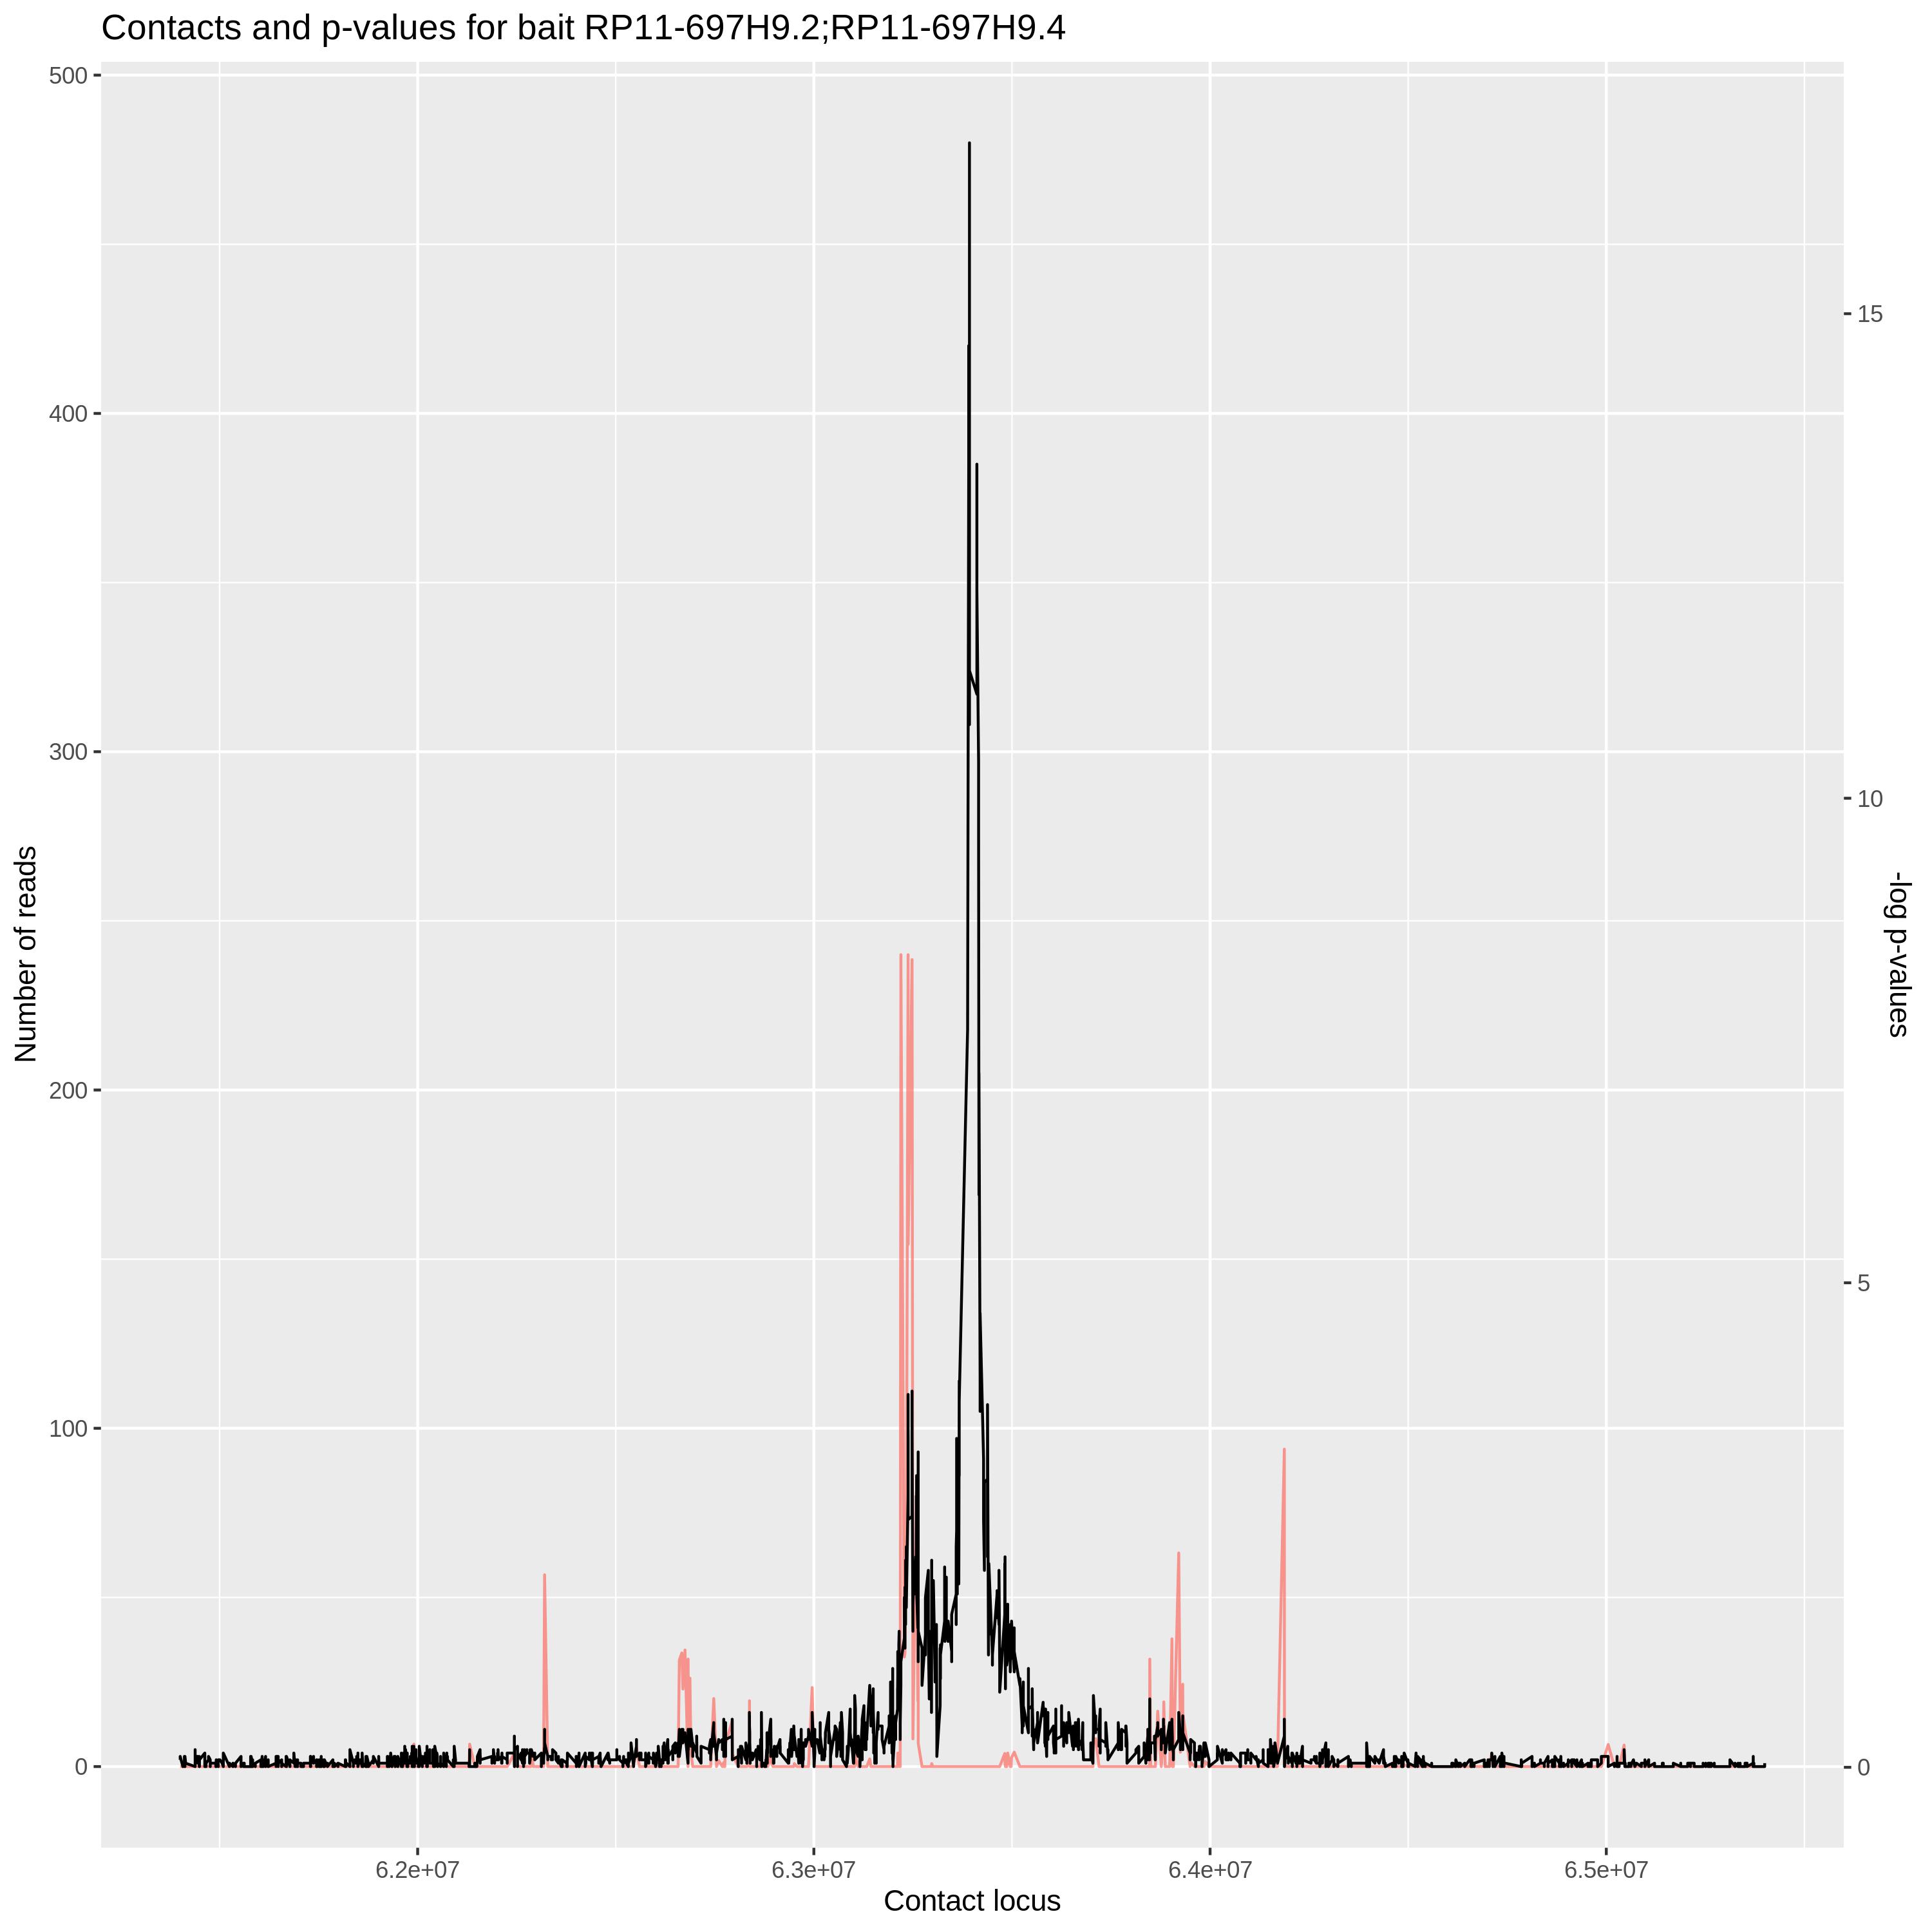 Contacts and p-values for bait RP11-697H9.2;RP11-697H9.4
500
400
300
200
100
0
Number of reads
15
10
5
0
-log p-values
6.2e+07 6.3e+07 6.4e+07 6.5e+07
Contact locus